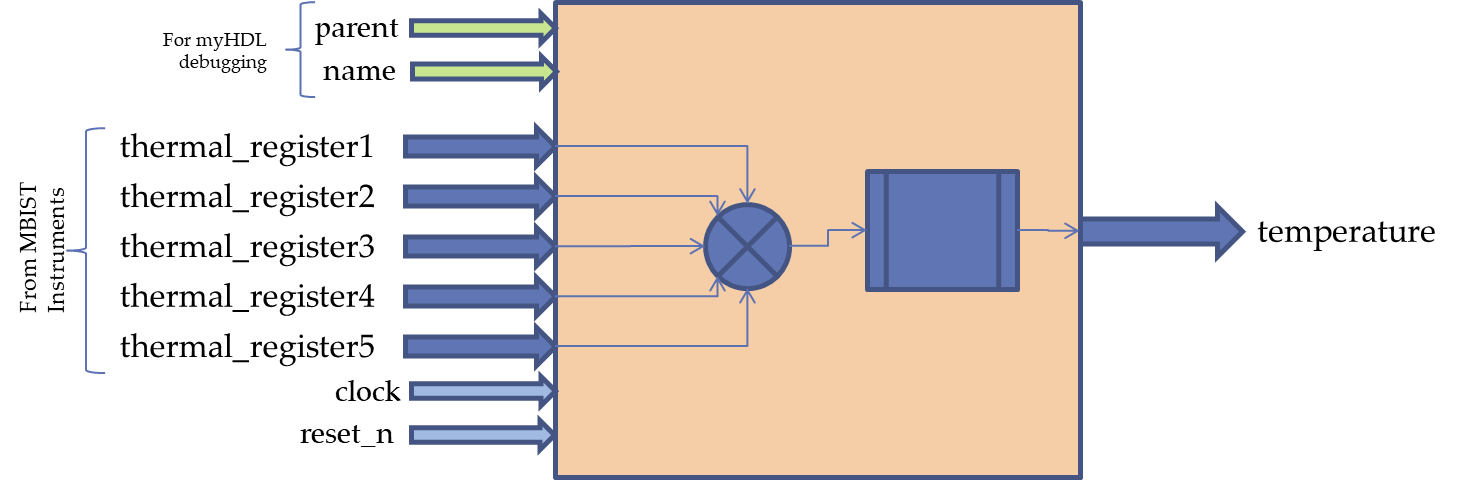 For myHDL
debugging
parent
name
From MBIST
Instruments
thermal_register1
thermal_register2
thermal_register3
thermal_register4
thermal_register5
clock
reset_n
temperature